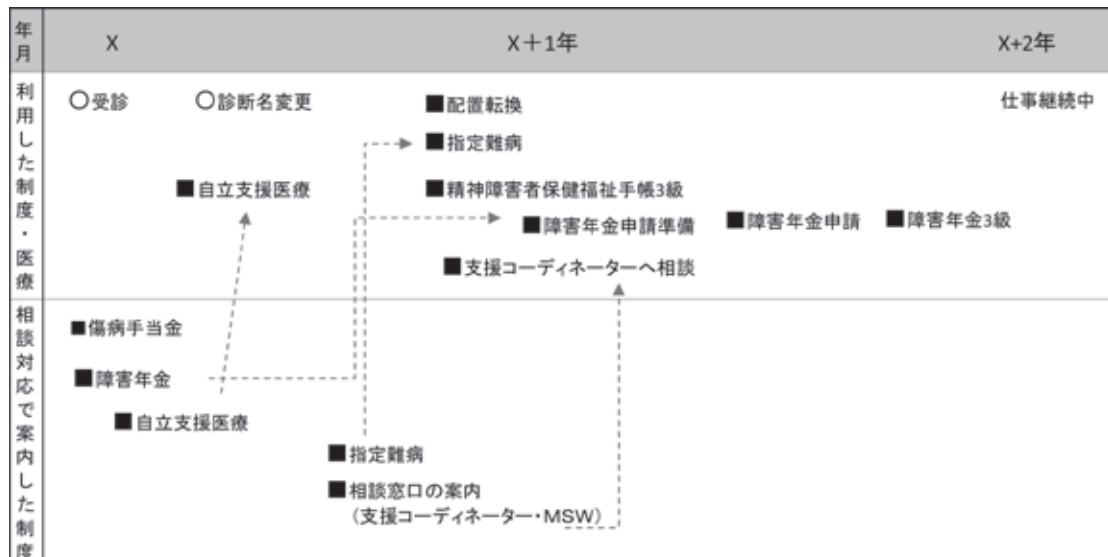 年月
X
X+1年
X+2年
利用した制度・医療
○受診
○診断名変更
■配置転換
仕事継続中
■指定難病
■自立支援医療
■精神障害者保健福祉手帳3級
■障害年金申請準備
■障害年金申請
■障害年金3級
■支援コーディネーターへ相談
相談対応で案内した制度
■傷病手当金
■障害年金
■自立支援医療
■指定難病
■相談窓口の案内
（支援コーディネーター・MSW）